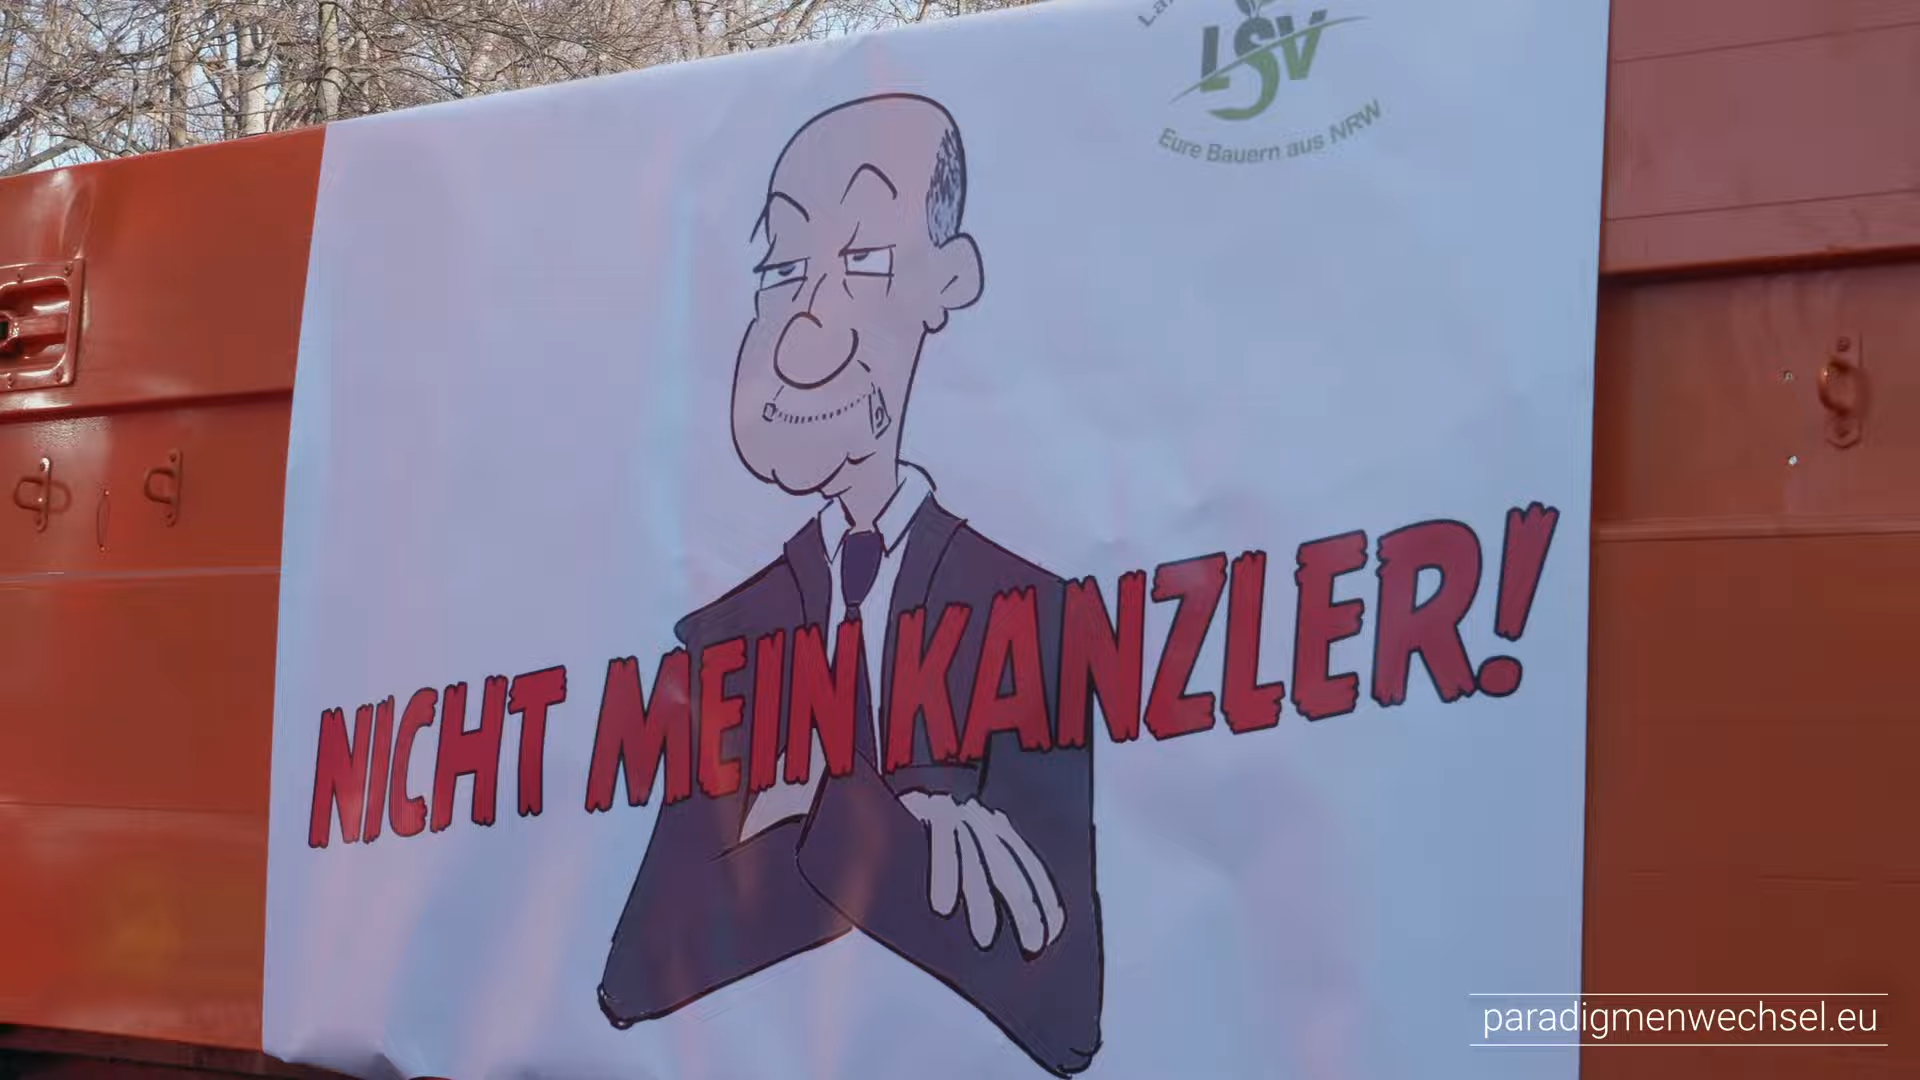 LSV
Eure Bauern aus NRW
NICHT MEIN KANZLER!
paradigmenwechsel.eu